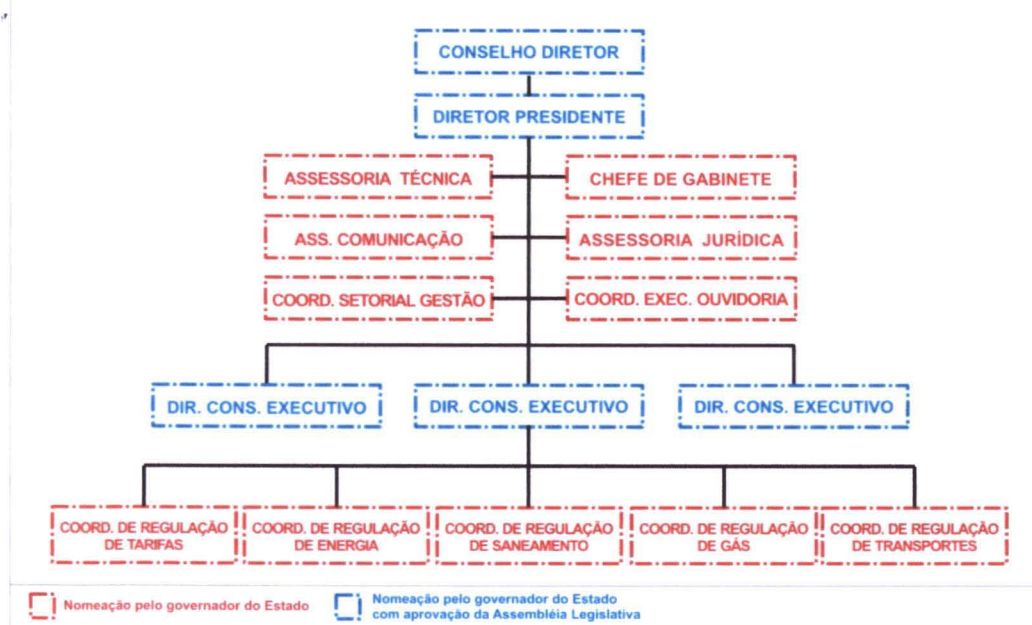 CONSELHO DIRETOR
DIRETOR PRESIDENTE
ASSESSORIA TÉCNICA
CHEFE DE GABINETE
ASS. COMUNICAÇÃO
ASSESSORIA JURÍDICA
COORD. SETORIAL GESTÃO
COORD. EXEC. OUVIDORIA
DIR. CONS. EXECUTIVO
DIR. CONS. EXECUTIVO
DIR. CONS. EXECUTIVO
COORD. DE REGULAÇÃO
DE TARIFAS
COORD. DE REGULAÇÃO
DE ENERGIA
COORD. DE REGULAÇÃO
DE SANEAMENTO
COORD. DE REGULAÇÃO
DE GÁS
COORD. DE REGULAÇÃO
DE TRANSPORTES
Nomeação pelo governador do Estado
Nomeação pelo governador do Estado
com aprovação da Assembléia Legislativa